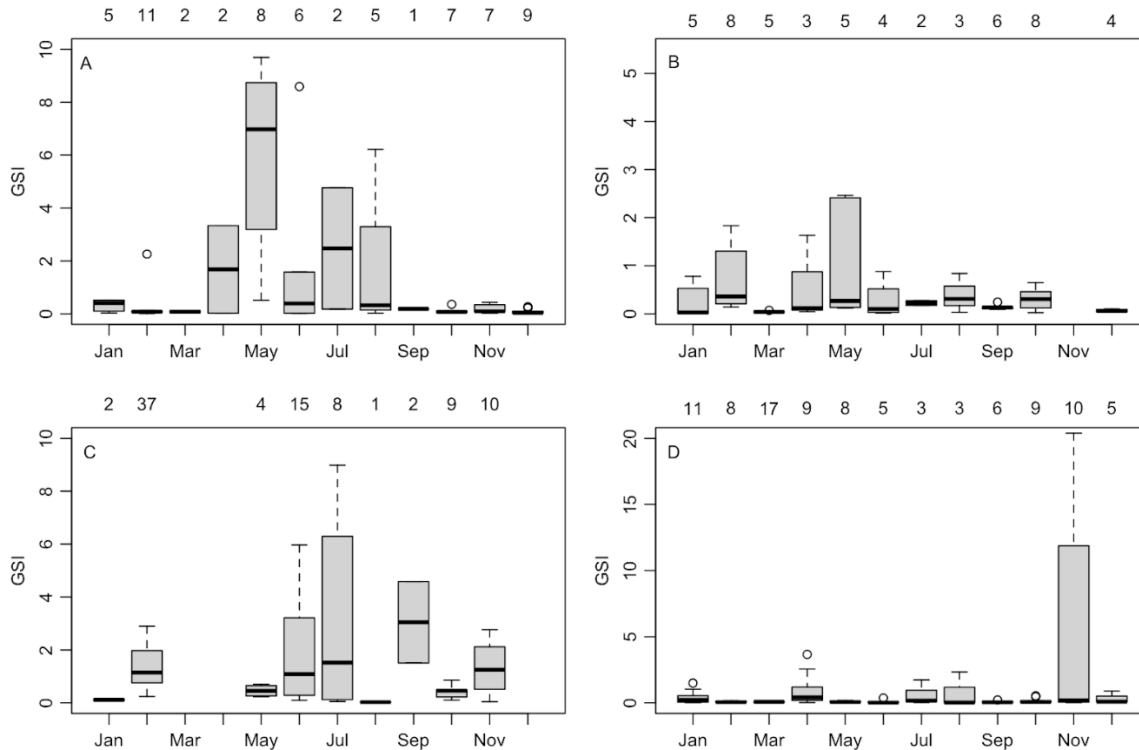 5 11 2 2 8 6 2 5 1 7 7 9
A
GSI
10
8
6
4
2
0
Jan Mar May Jul Sep Nov
5 8 5 3 5 4 2 3 6 8 4
B
GSI
5
4
3
2
1
0
Jan Mar May Jul Sep Nov
2 37 4 15 8 1 2 9 10
C
GSI
10
8
6
4
2
0
Jan Mar May Jul Sep Nov
11 8 17 9 8 5 3 3 6 9 10 5
D
GSI
20
15
10
5
0
Jan Mar May Jul Sep Nov